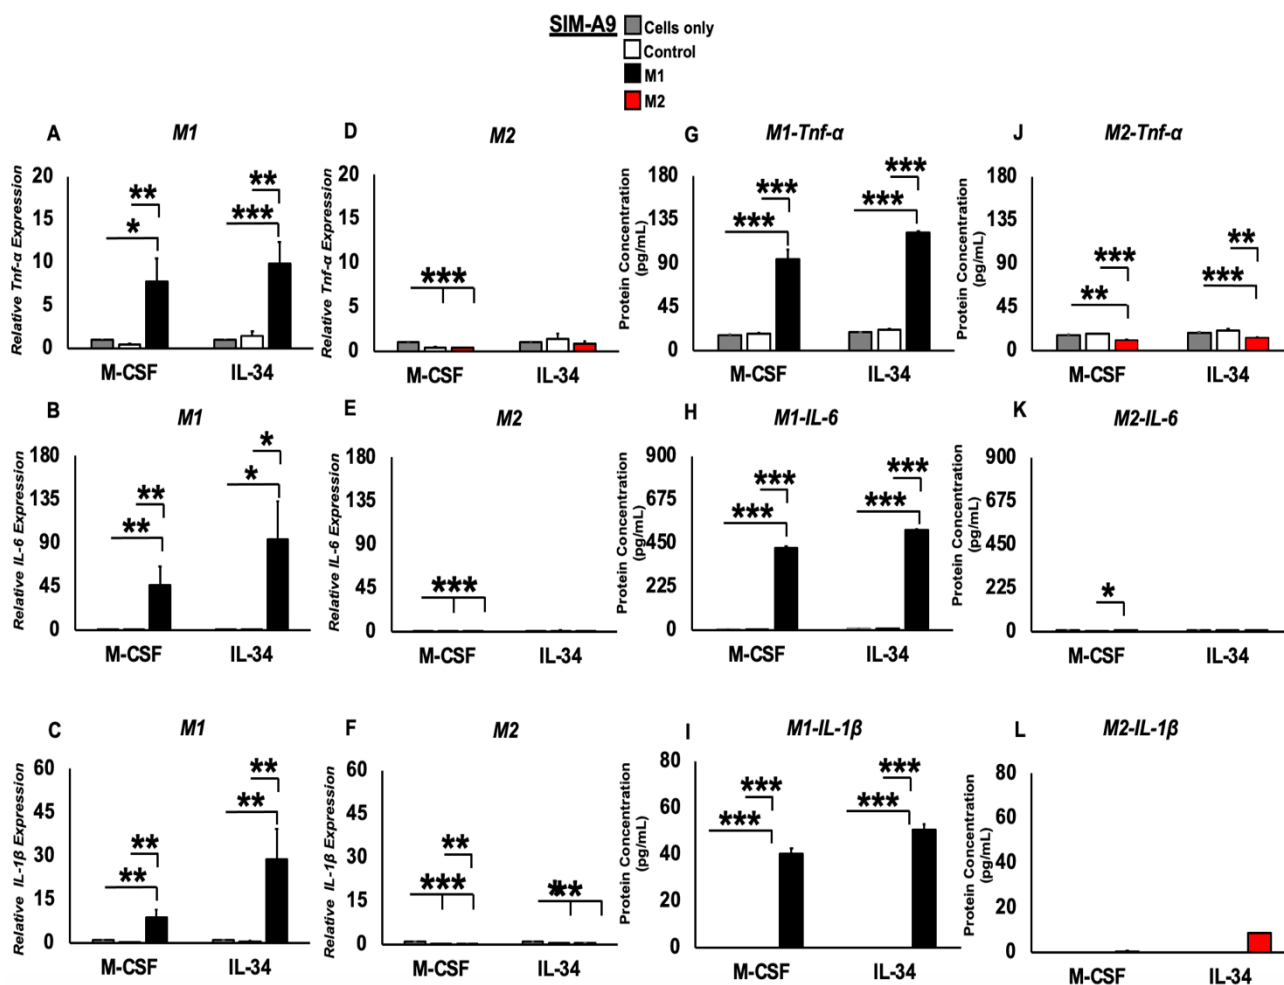 SIM-A9
Cells only
Control
M1
M2
A
M1
Relative Tnf-α Expression
20
15
10
5
0
**
*
**
***
M-CSF
IL-34
D
M2
Relative Tnf-α Expression
20
15
10
5
0
***
M-CSF
IL-34
G
M1-Tnf-α
Protein Concentration
(pg/mL)
180
135
90
45
0
***
***
***
***
M-CSF
IL-34
J
M2-Tnf-α
Protein Concentration
(pg/mL)
180
135
90
45
0
***
**
**
***
M-CSF
IL-34
B
M1
Relative IL-6 Expression
180
135
90
45
0
**
**
*
*
M-CSF
IL-34
E
M2
Relative IL-6 Expression
180
135
90
45
0
***
M-CSF
IL-34
H
M1-IL-6
Protein Concentration
(pg/mL)
900
675
450
225
0
***
***
***
***
M-CSF
IL-34
K
M2-IL-6
Protein Concentration
(pg/mL)
900
675
450
225
0
*
M-CSF
IL-34
C
M1
Relative IL-1β Expression
60
45
30
15
0
**
**
**
**
M-CSF
IL-34
F
M2
Relative IL-1β Expression
60
45
30
15
0
**
***
M-CSF
IL-34
I
M1-IL-1β
Protein Concentration
(pg/mL)
80
60
40
20
0
***
***
***
***
M-CSF
IL-34
L
M2-IL-1β
Protein Concentration
(pg/mL)
80
60
40
20
0
M-CSF
IL-34